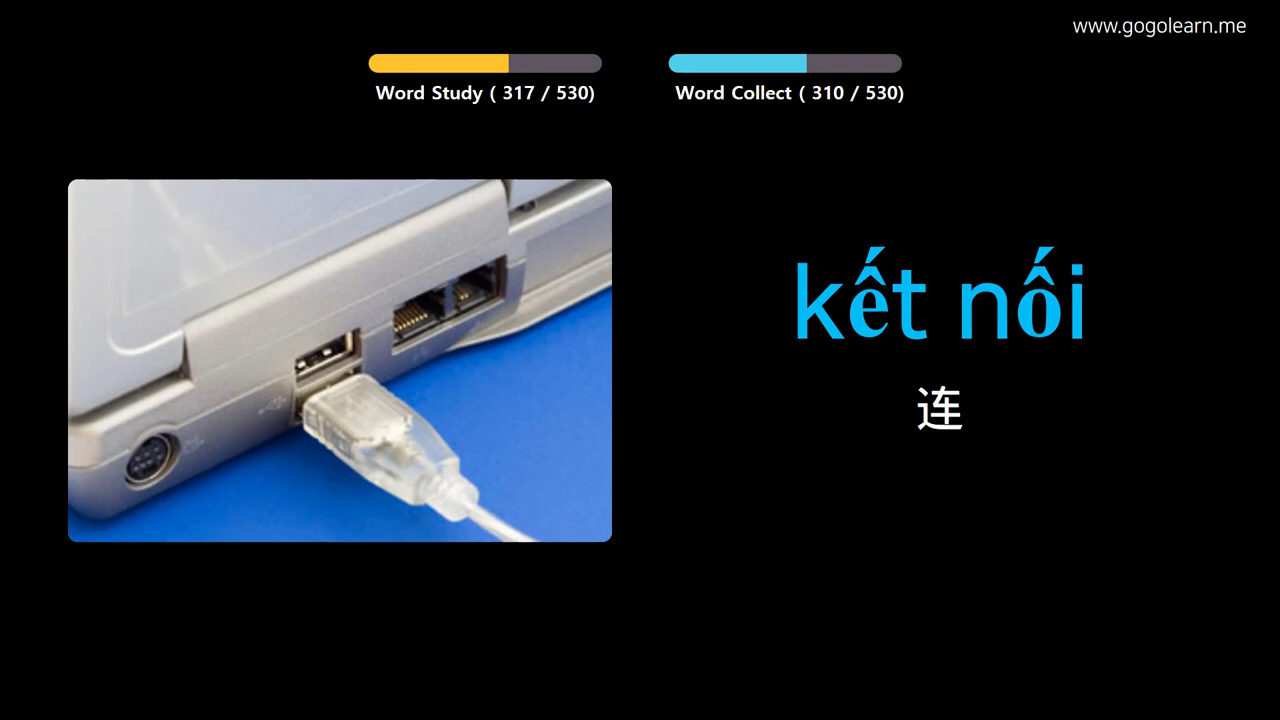 www.gogolearn.me
Word Study ( 317 / 530)
Word Collect ( 310 / 530)
kết nối
连